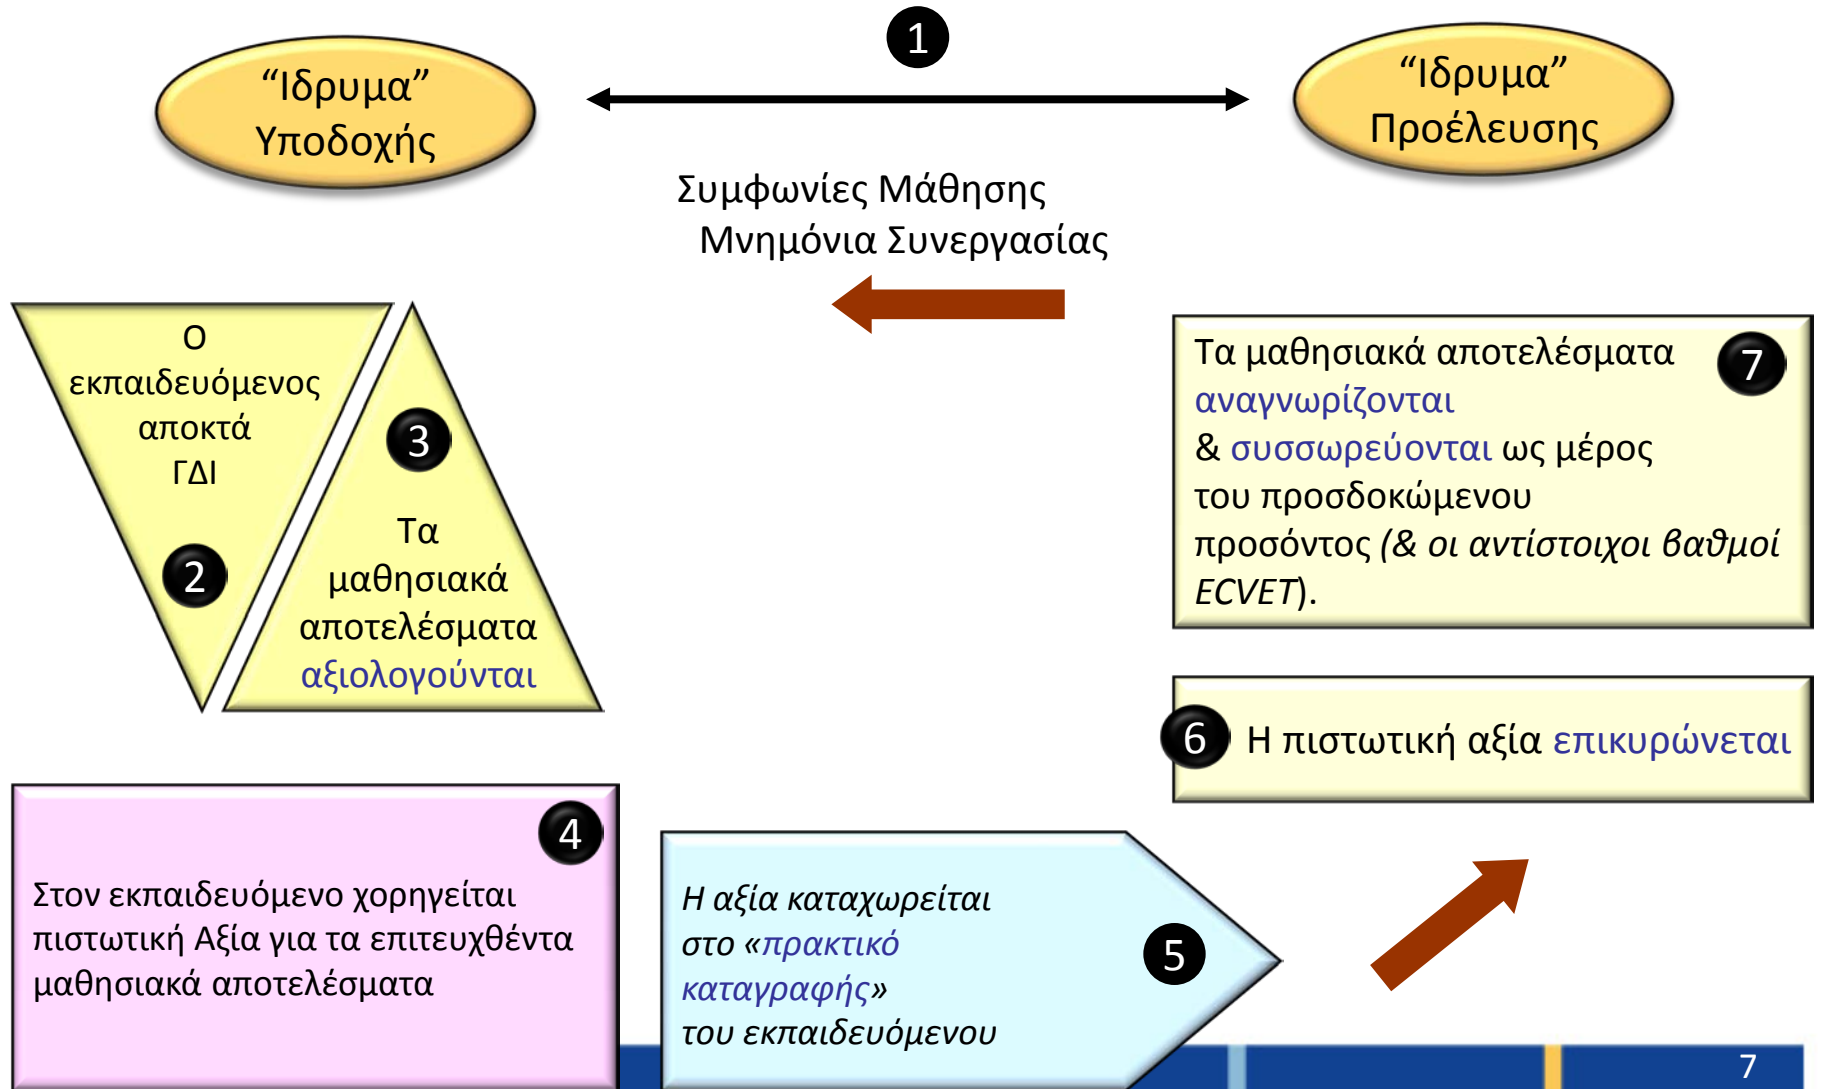 1
“Ιδρυμα”
Υποδοχής
“Ιδρυμα”
Προέλευσης
Συμφωνίες Μάθησης
Μνημόνια Συνεργασίας
Ο
εκπαιδευόμενος
αποκτά
ΓΔΙ
2
3
Τα
μαθησιακά
αποτελέσματα
αξιολογούνται
4
Στον εκπαιδευόμενο χορηγείται
πιστωτική Αξία για τα επιτευχθέντα
μαθησιακά αποτελέσματα
Η αξία καταχωρείται
στο «πρακτικό
καταγραφής»
του εκπαιδευόμενου
5
6
Η πιστωτική αξία επικυρώνεται
7
Τα μαθησιακά αποτελέσματα
αναγνωρίζονται
& συσσωρεύονται ως μέρος
του προσδοκώμενου
προσόντος (& οι αντίστοιχοι βαθμοί
ECVET).
7